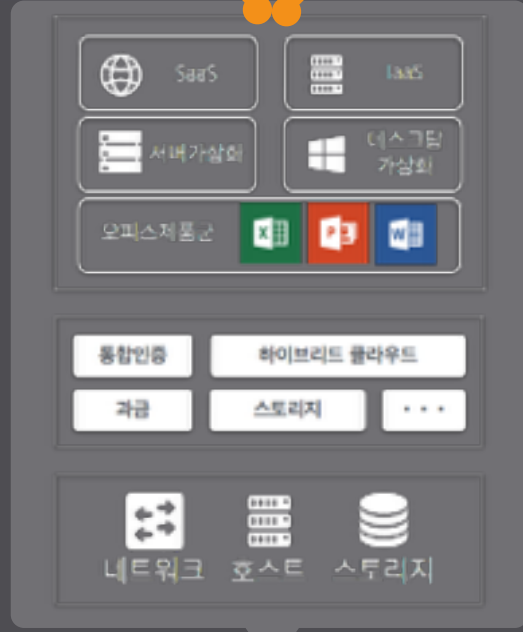 SaaS
IaaS
서버가상화
데스크탑
가상화
오피스제품군
통합인증
하이브리드 클라우드
과금
스토리지
...
네트워크
호스트
스토리지